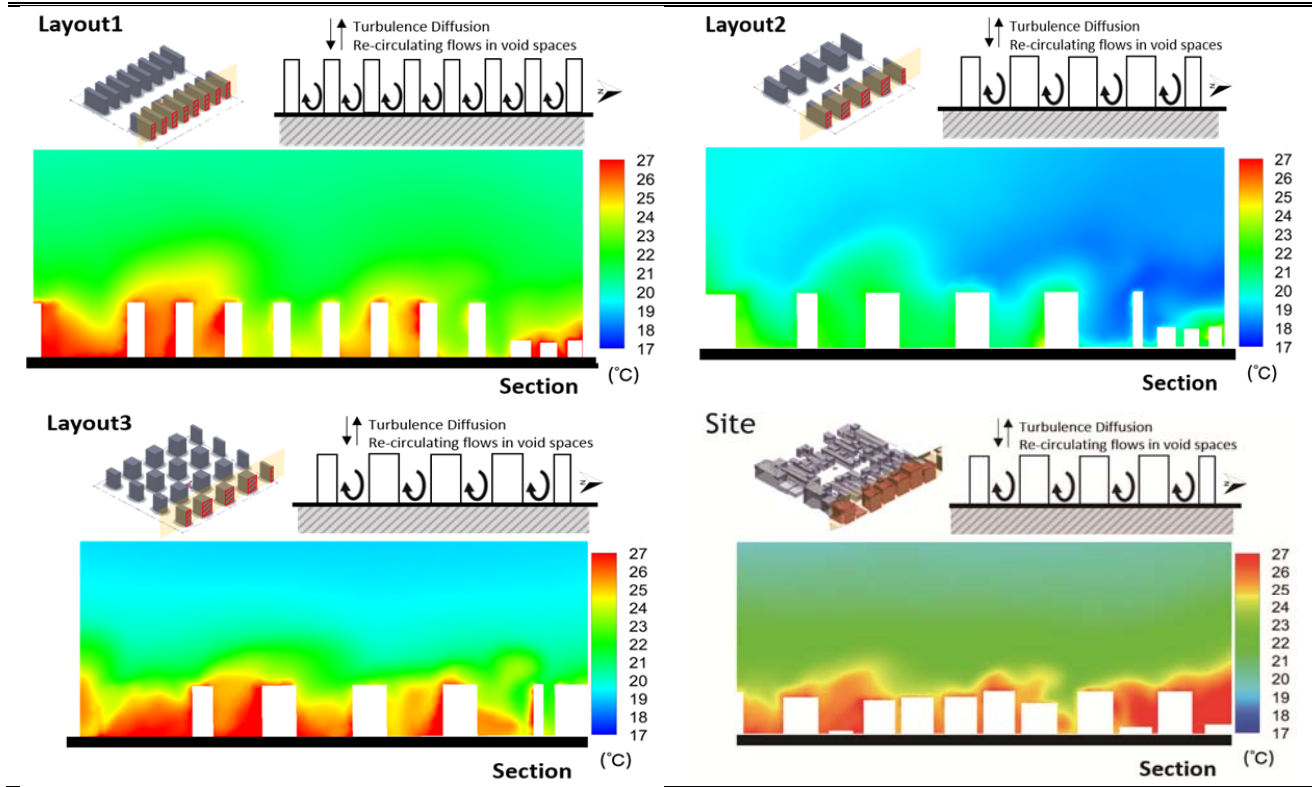 Layout1
Turbulence Diffusion
Re-circulating flows in void spaces
N
27
26
25
24
23
22
21
20
19
18
17
(°C)
Section
Layout2
Turbulence Diffusion
Re-circulating flows in void spaces
N
27
26
25
24
23
22
21
20
19
18
17
(°C)
Section
Layout3
Turbulence Diffusion
Re-circulating flows in void spaces
N
27
26
25
24
23
22
21
20
19
18
17
(°C)
Section
Site
Turbulence Diffusion
Re-circulating flows in void spaces
N
27
26
25
24
23
22
21
20
19
18
17
(°C)
Section